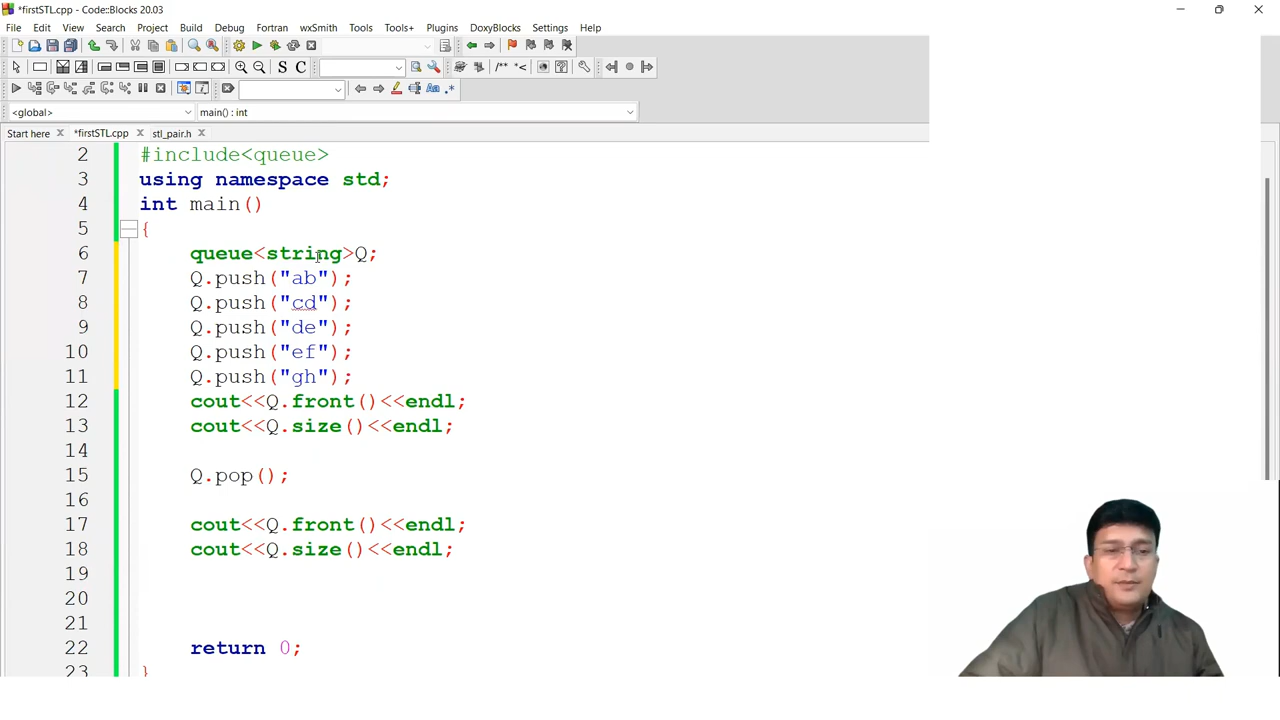 *firstSTL.cpp - Code::Blocks 20.03
File Edit View Search Project Build Debug Fortran wxSmith Tools Tools+ Plugins DoxyBlocks Settings Help
S C /** *<
Aa .*
<global> main() : int
Start here *firstSTL.cpp stl_pair.h
2 #include<queue>
3 using namespace std;
4 int main()
5 {
6 queue<string>Q;
7 Q.push("ab");
8 Q.push("cd");
9 Q.push("de");
10 Q.push("ef");
11 Q.push("gh");
12 cout<<Q.front()<<endl;
13 cout<<Q.size()<<endl;
14
15 Q.pop();
16
17 cout<<Q.front()<<endl;
18 cout<<Q.size()<<endl;
19
20
21
22 return 0;
23 }